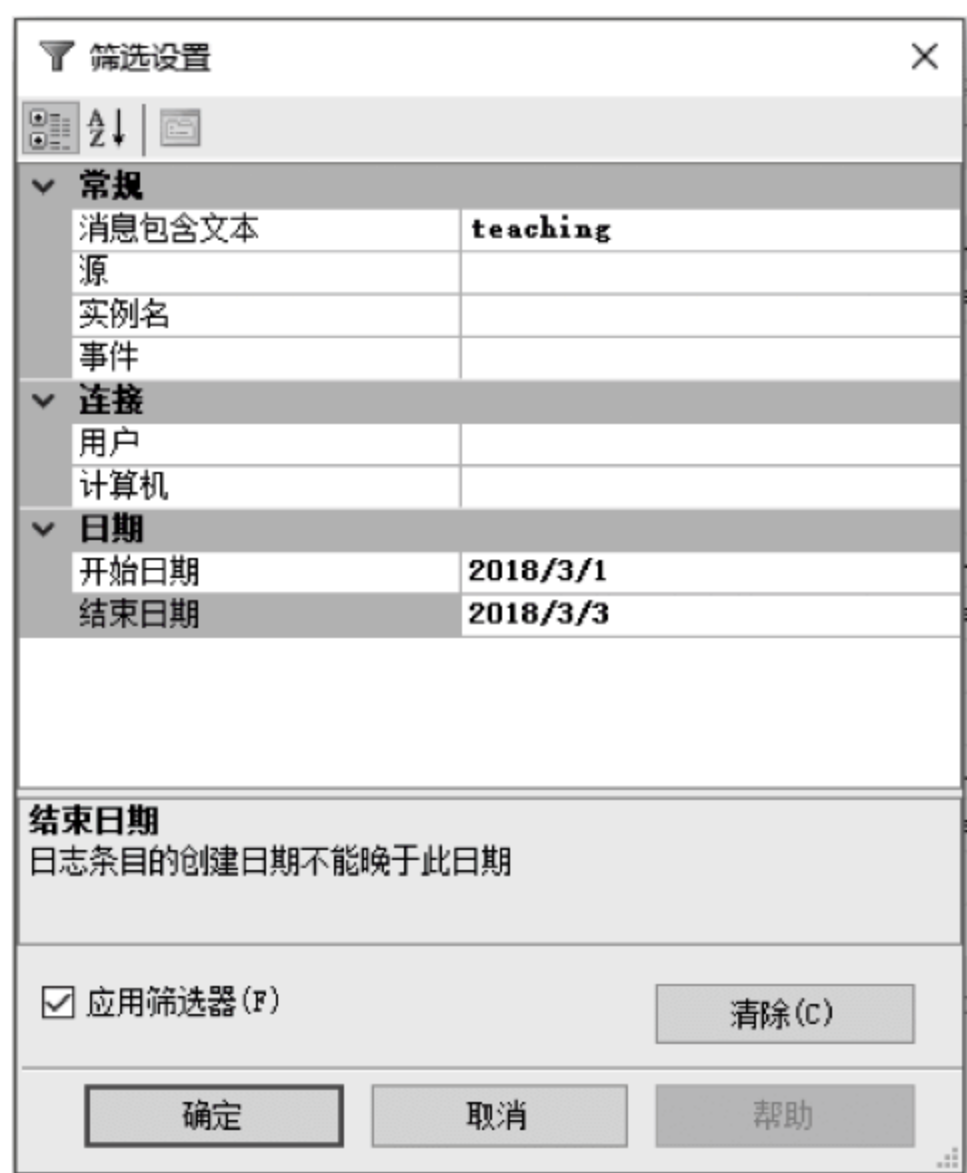 筛选设置
常规
消息包含文本 teaching
源
实例名
事件
连接
用户
计算机
日期
开始日期 2018/3/1
结束日期 2018/3/3
结束日期
日志条目的创建日期不能晚于此日期
应用筛选器(F)
清除(C)
确定 取消 帮助